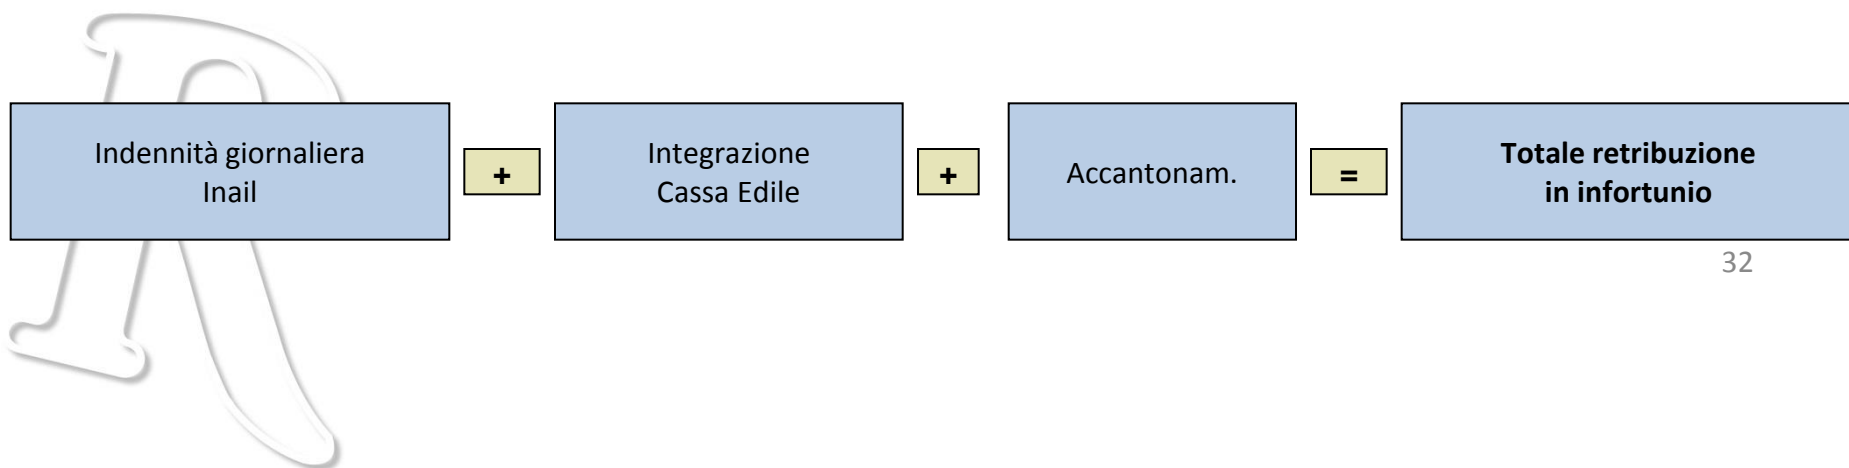 Indennità giornaliera
Inail
+
Integrazione
Cassa Edile
+
Accantonam.
=
Totale retribuzione
in infortunio
32